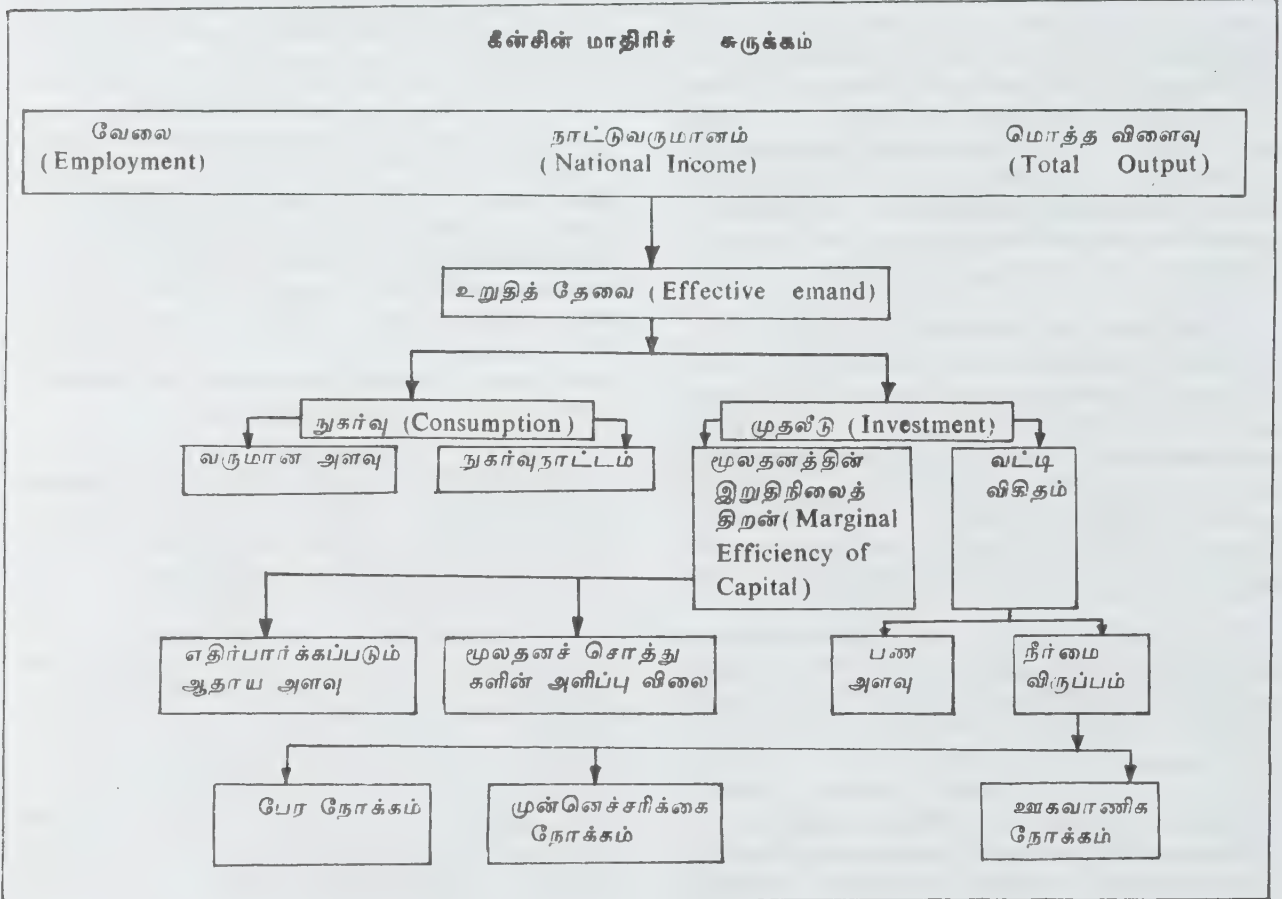 கீன்சின் மாதிரிச் சுருக்கம்
வேலை நாட்டுவருமானம் மொத்த விளைவு
(Employment) (National Income) (Total Output)
உறுதித் தேவை (Effective emand)
நுகர்வு (Consumption) முதலீடு (Investment)
வருமான அளவு
நுகர்வுநாட்டம்
மூலதனத்தின்
இறுதிநிலைத்
திறன்(Marginal
Efficiency of
Capital)
வட்டி
விகிதம்
எதிர்பார்க்கப்படும்
ஆதாய அளவு
மூலதனச் சொத்து
களின் அளிப்பு விலை
பண
அளவு
நீர்மை
விருப்பம்
பேர நோக்கம்
முன்னெச்சரிக்கை
நோக்கம்
ஊகவாணிக
நோக்கம்